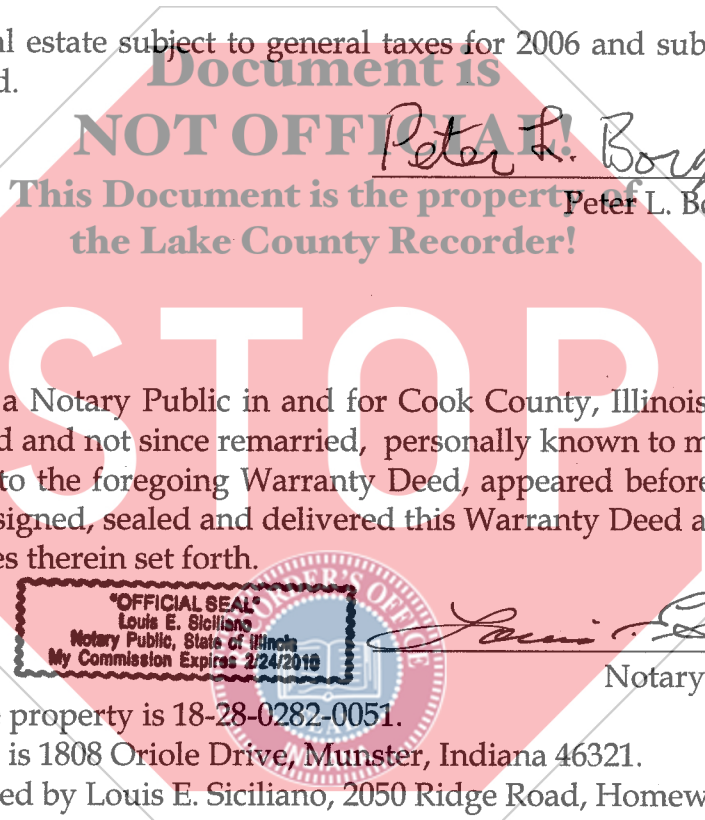 al estate subject to general taxes for 2006 and sub
d.
Document is
NOT OFFICIAL!
This Document is the property of
the Lake County Recorder!
Peter L. Borg
Peter L. Bo
STOP
a Notary Public in and for Cook County, Illinois
d and not since remarried, personally known to m
to the foregoing Warranty Deed, appeared before
signed, sealed and delivered this Warranty Deed a
es therein set forth.
"OFFICIAL SEAL"
Louis E. Siciliano
Notary Public, State of Illinois
My Commission Expires 2/24/2010
Louis E. S
Notary
property is 18-28-0282-0051.
is 1808 Oriole Drive, Munster, Indiana 46321.
ed by Louis E. Siciliano, 2050 Ridge Road, Homew